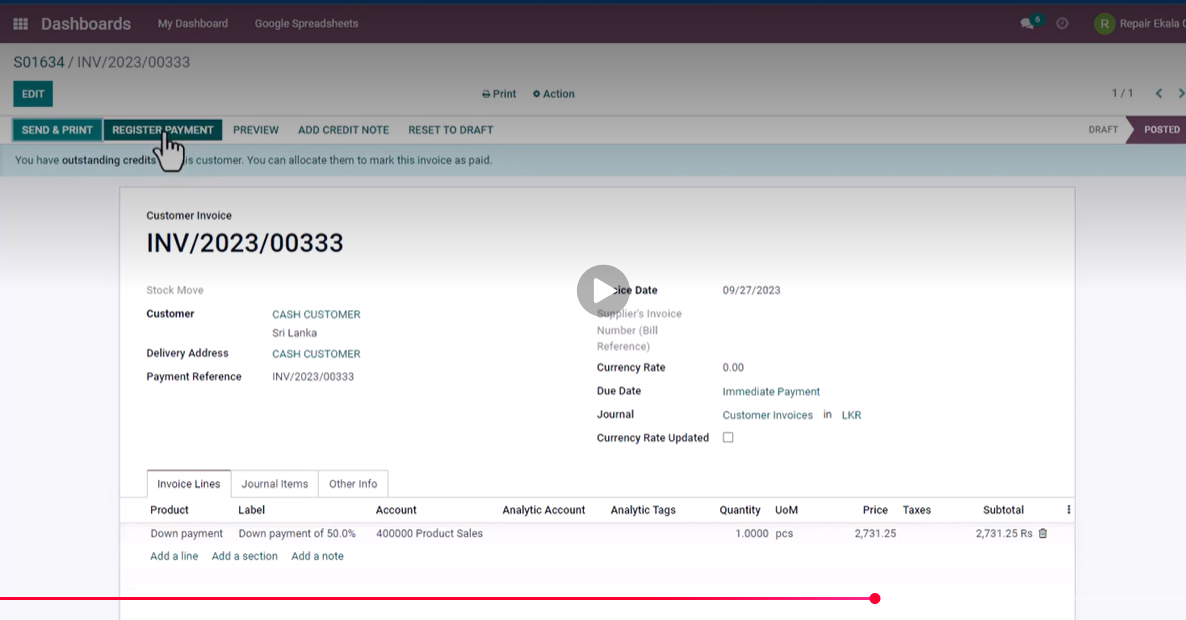 Dashboards My Dashboard Google Spreadsheets 6 R Repair Ekala
S01634 / INV/2023/00333
EDIT Print Action 1 / 1
SEND & PRINT REGISTER PAYMENT PREVIEW ADD CREDIT NOTE RESET TO DRAFT DRAFT POSTED
You have outstanding credits is customer. You can allocate them to mark this invoice as paid.
Customer Invoice
INV/2023/00333
Stock Move
Customer CASH CUSTOMER
Sri Lanka
Delivery Address CASH CUSTOMER
Payment Reference INV/2023/00333
ice Date 09/27/2023
Supplier's Invoice
Number (Bill
Reference)
Currency Rate 0.00
Due Date Immediate Payment
Journal Customer Invoices in LKR
Currency Rate Updated
Invoice Lines Journal Items Other Info
Product Label Account Analytic Account Analytic Tags Quantity UoM Price Taxes Subtotal
Down payment Down payment of 50.0% 400000 Product Sales 1.0000 pcs 2,731.25 2,731.25 Rs
Add a line Add a section Add a note